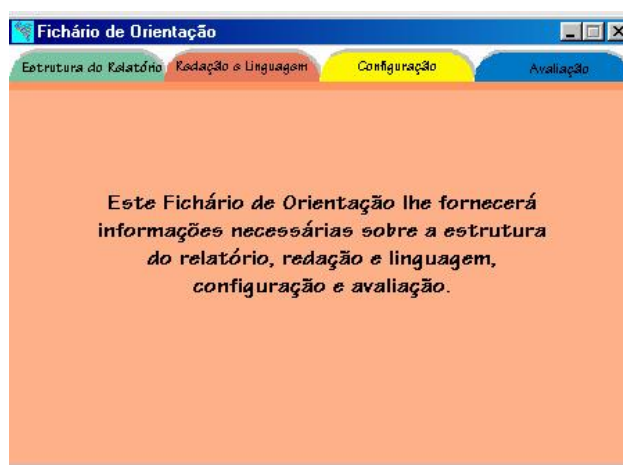 Fichário de Orientação
Estrutura do Relatório Redação e Linguagem Configuração Avaliação
Este Fichário de Orientação lhe fornecerá
informações necessárias sobre a estrutura
do relatório, redação e linguagem,
configuração e avaliação.